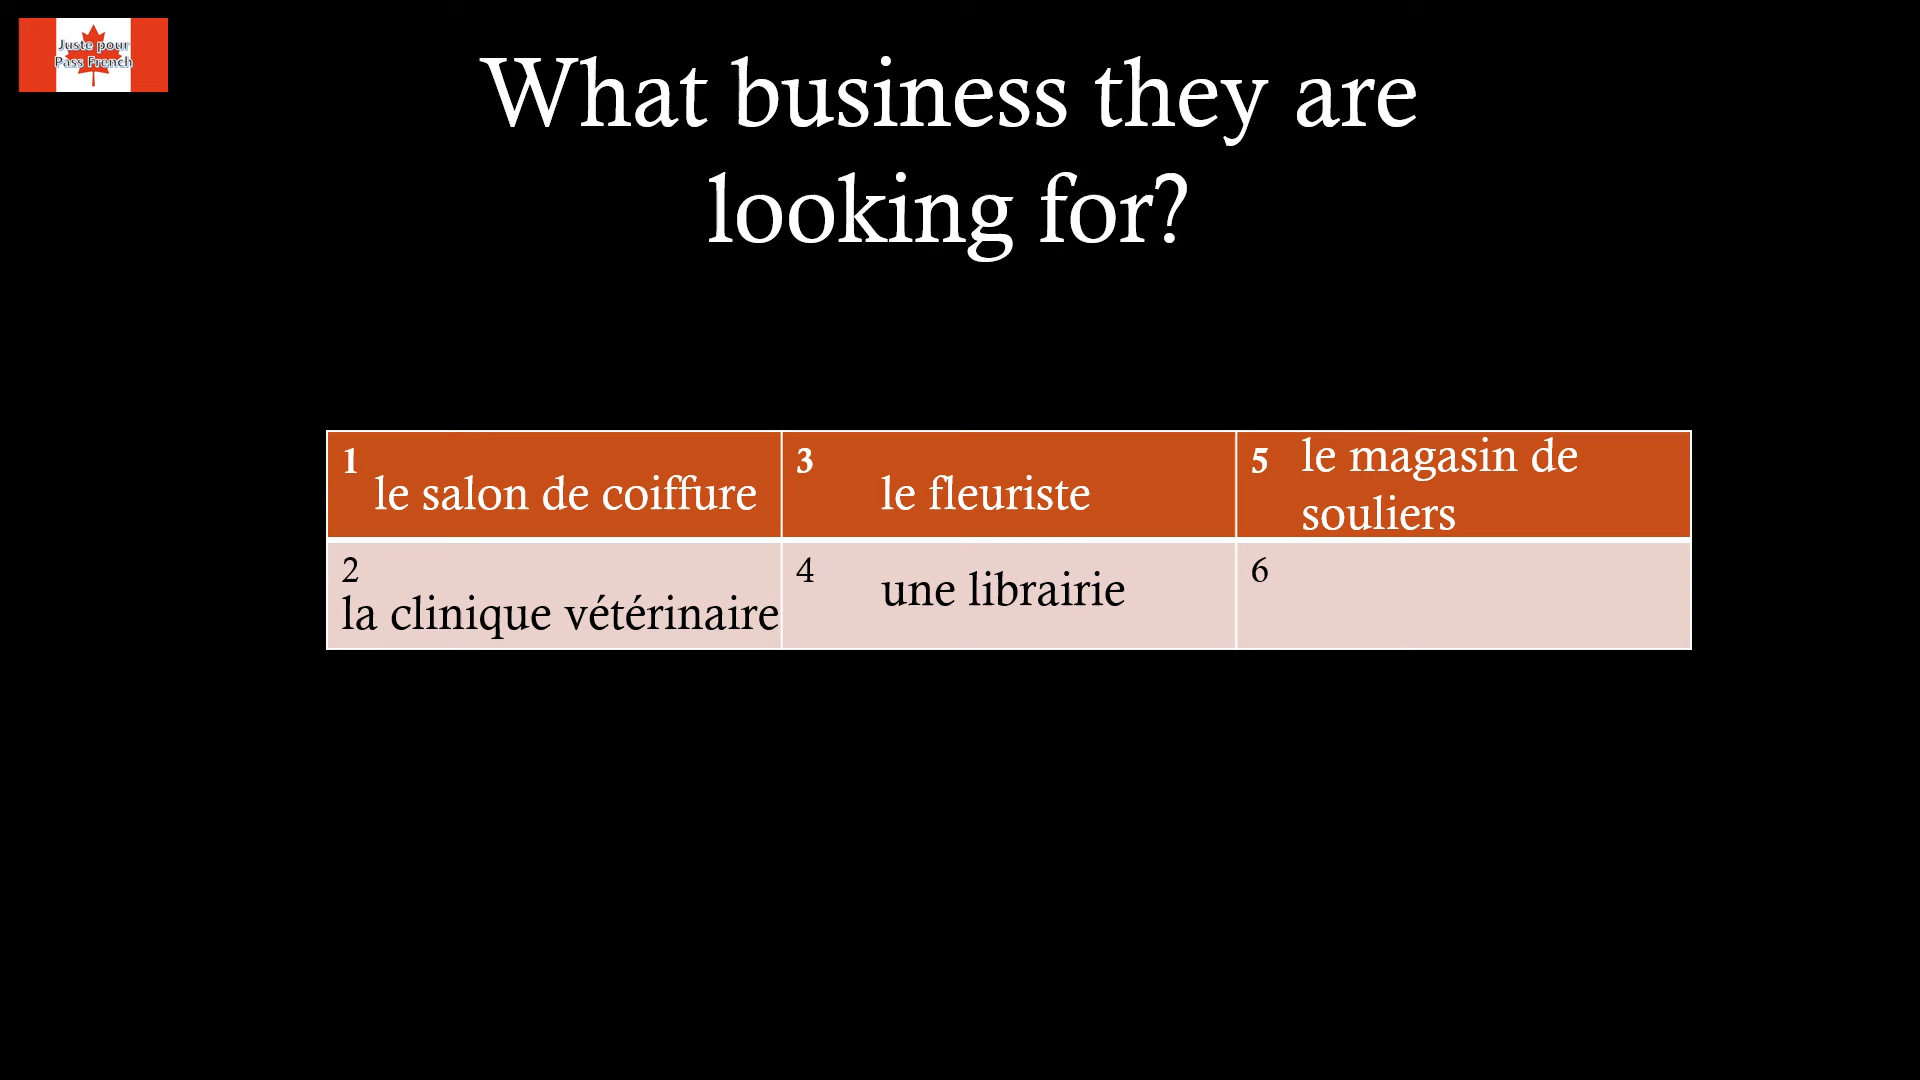 Juste pour
Pass French
What business they are
looking for?
1
le salon de coiffure
3
le fleuriste
5
le magasin de
souliers
2
la clinique vétérinaire
4
une librairie
6